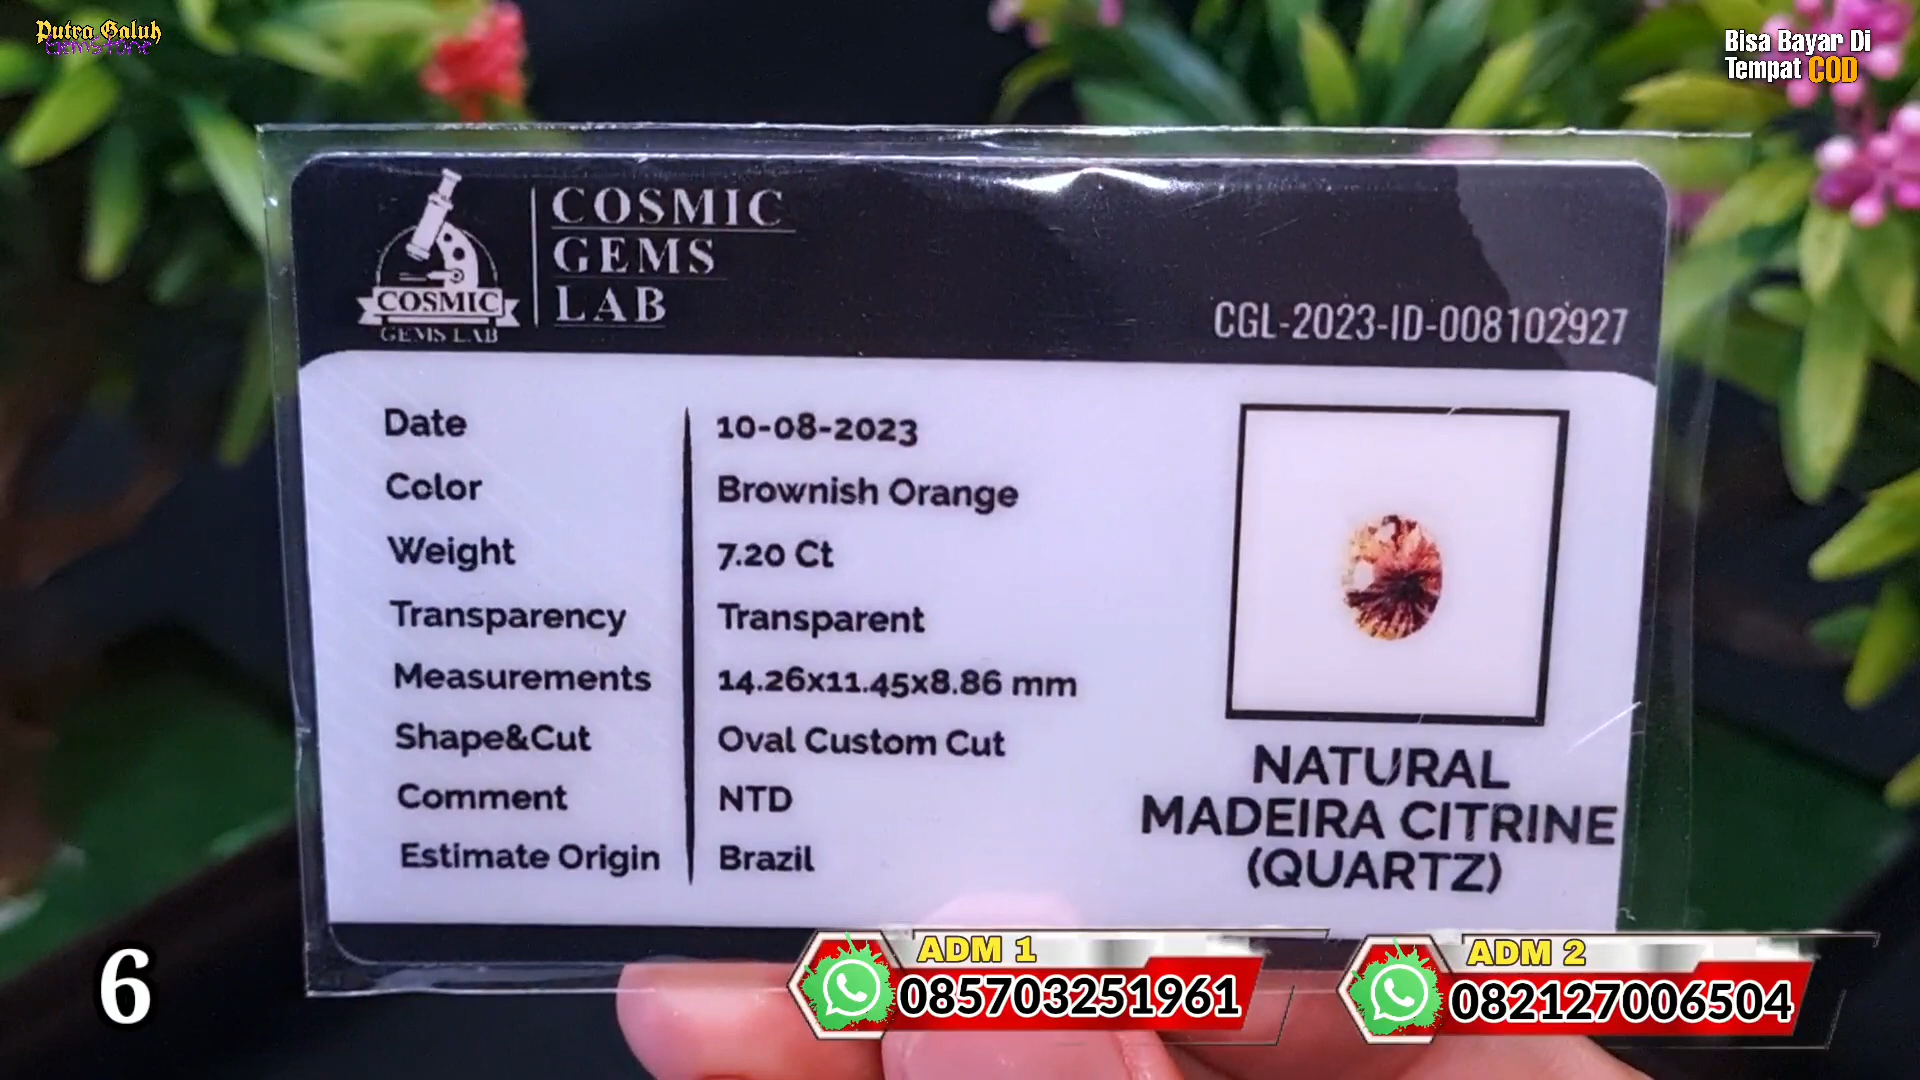 Putra Galuh
Gemstone
Bisa Bayar Di
Tempat COD
COSMIC
GEMS
LAB
COSMIC
GEMS LAB
CGL-2023-ID-008102927
Date 10-08-2023
Color Brownish Orange
Weight 7.20 Ct
Transparency Transparent
Measurements 14.26x11.45x8.86 mm
Shape&Cut Oval Custom Cut
Comment NTD
Estimate Origin Brazil
NATURAL
MADEIRA CITRINE
(QUARTZ)
6
ADM 1
085703251961
ADM 2
082127006504